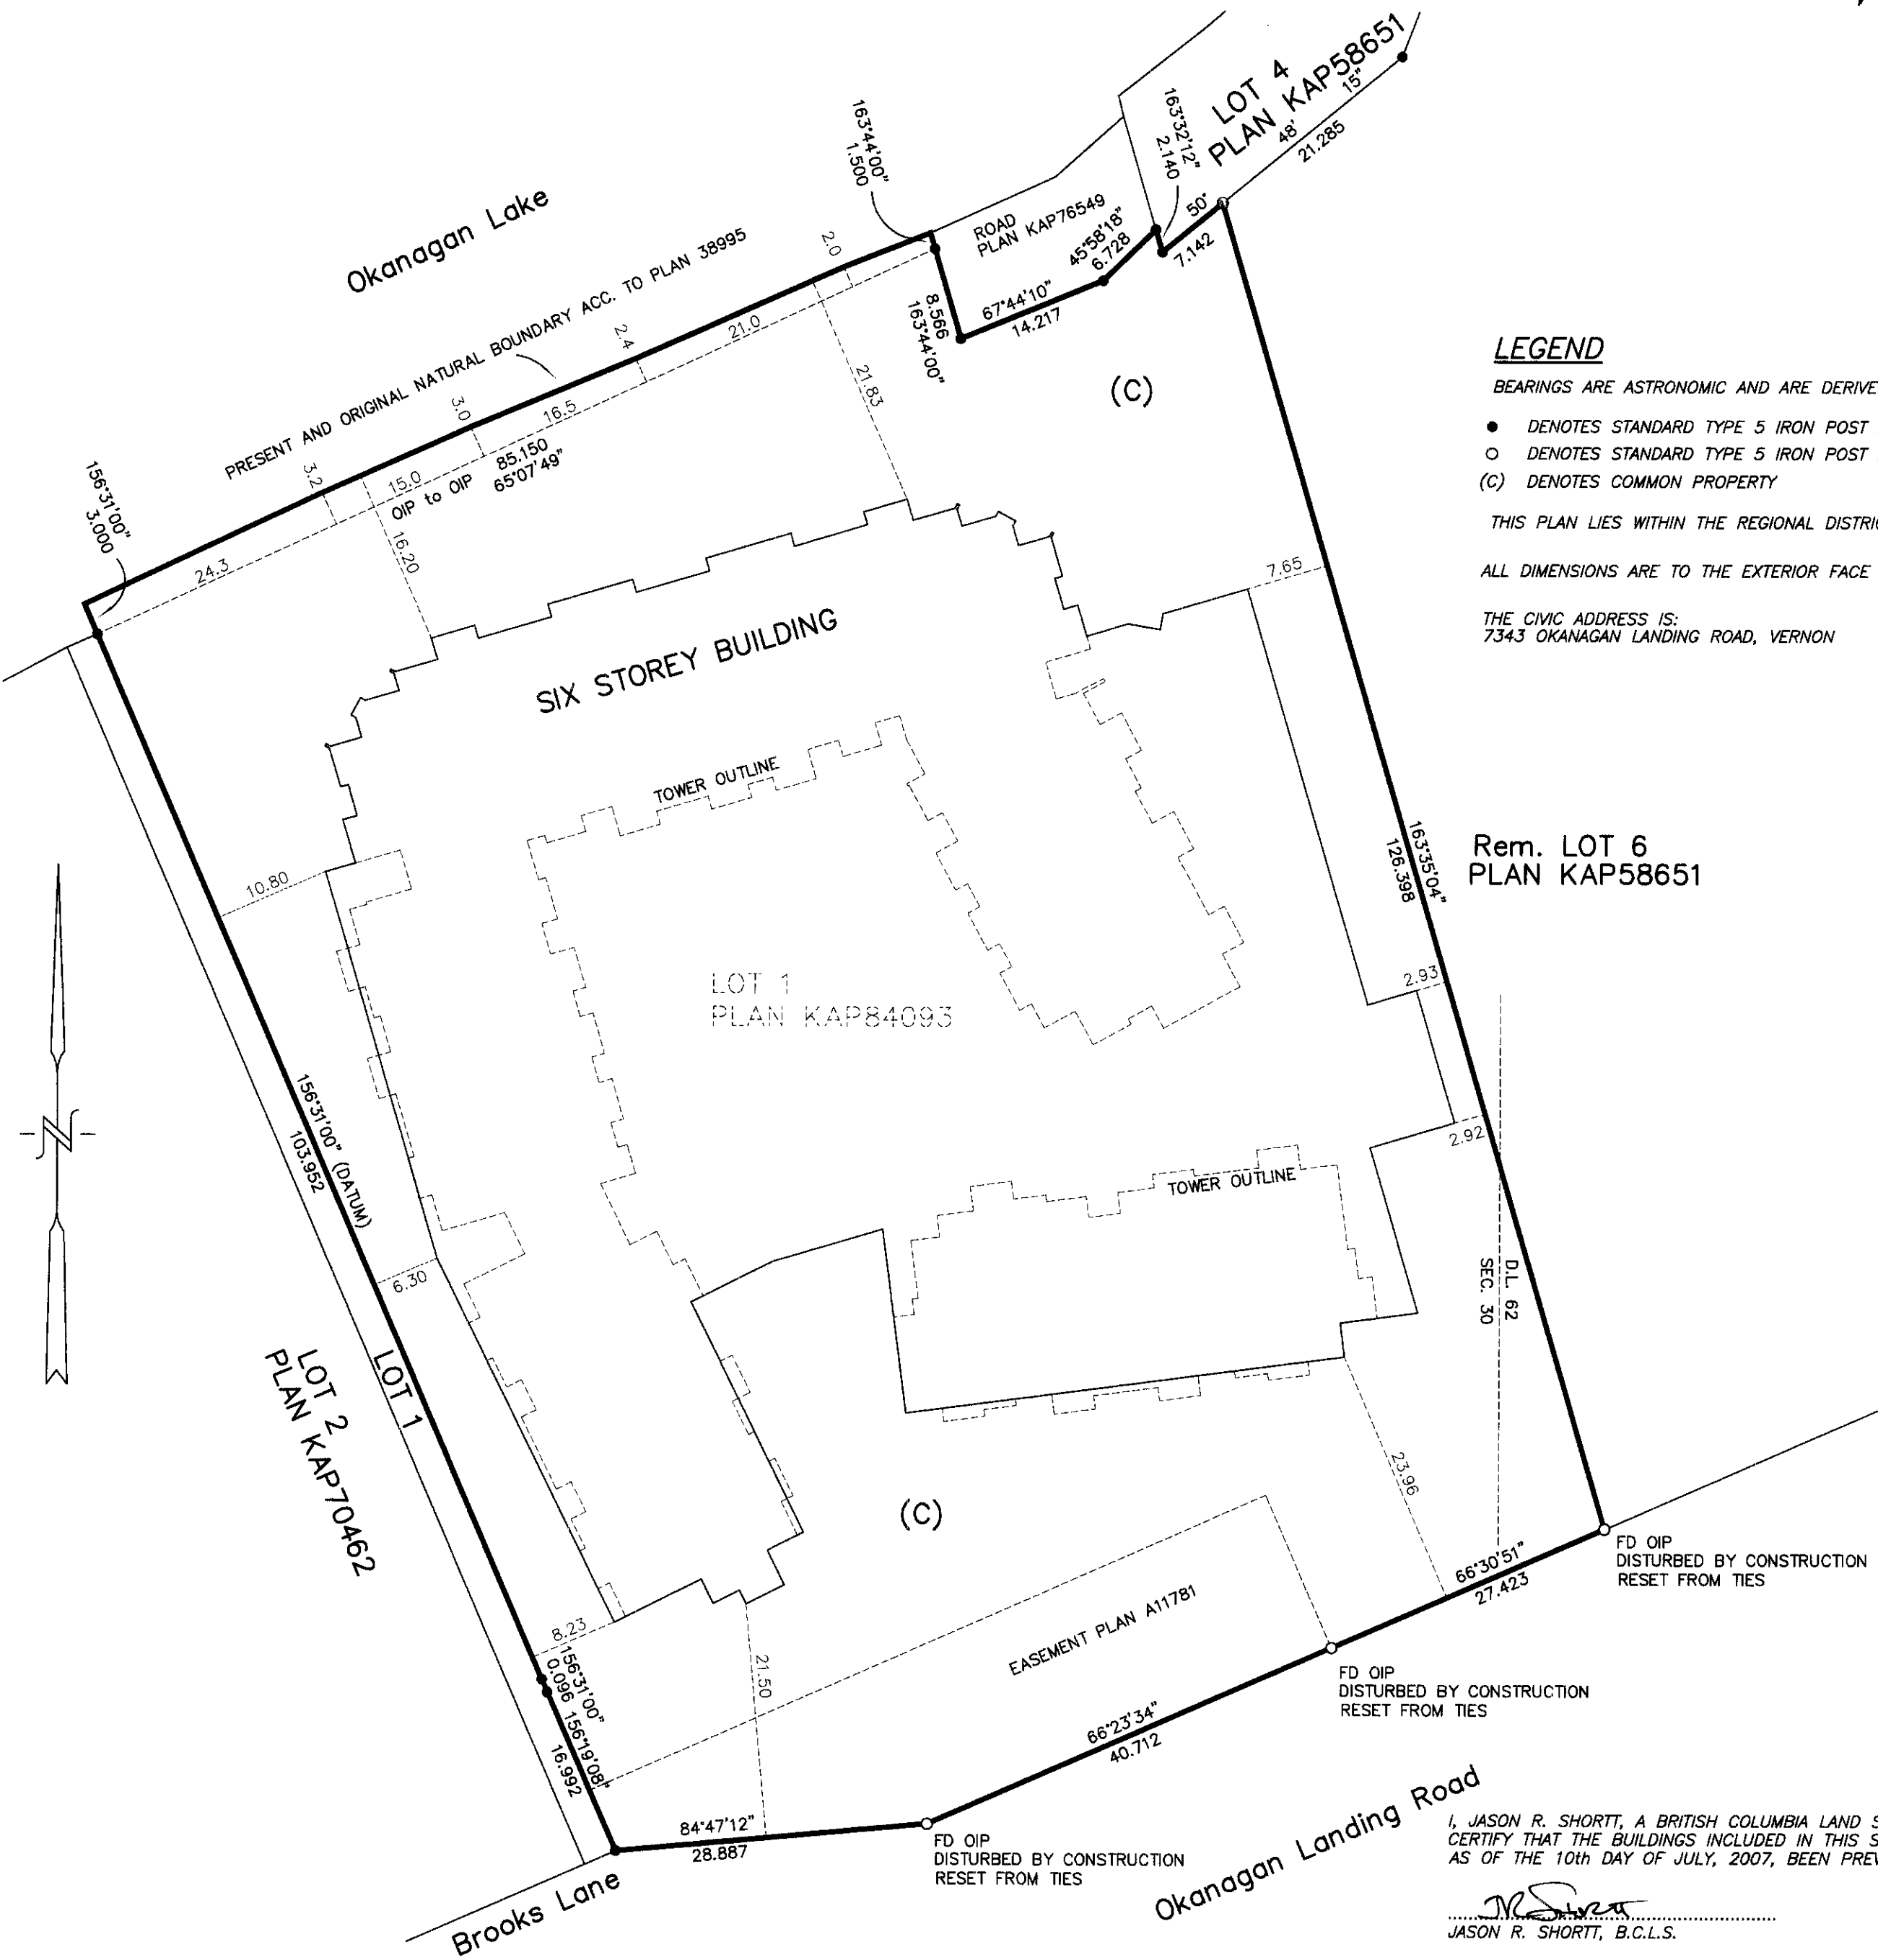 LOT 4
PLAN KAP58651
50° 48' 15"
21.285
7.142
163°32'12"
2.140
163°44'00"
1.500
ROAD
PLAN KAP76549
45°58'18"
6.728
67°44'10"
14.217
8.566
163°44'00"
Okanagan Lake
PRESENT AND ORIGINAL NATURAL BOUNDARY ACC. TO PLAN 38995
2.0
21.0
2.4
16.5
3.0
15.0
3.2
24.3
OIP to OIP
85.150
65°07'49"
156°31'00"
3.000
21.83
16.20
(C)
7.65
LEGEND
BEARINGS ARE ASTRONOMIC AND ARE DERIVE
● DENOTES STANDARD TYPE 5 IRON POST
○ DENOTES STANDARD TYPE 5 IRON POST
(C) DENOTES COMMON PROPERTY
THIS PLAN LIES WITHIN THE REGIONAL DISTRI
ALL DIMENSIONS ARE TO THE EXTERIOR FACE
THE CIVIC ADDRESS IS:
7343 OKANAGAN LANDING ROAD, VERNON
SIX STOREY BUILDING
TOWER OUTLINE
10.80
LOT 1
PLAN KAP84093
163°35'04"
126.398
Rem. LOT 6
PLAN KAP58651
2.93
2.92
N
156°31'00" (DATUM)
103.952
TOWER OUTLINE
6.30
D.L. 62
SEC. 30
LOT 1
LOT 2
PLAN KAP70462
(C)
23.96
8.23
156°31'00"
0.096
156°19'08"
16.992
21.50
EASEMENT PLAN A11781
66°30'51"
27.423
FD OIP
DISTURBED BY CONSTRUCTION
RESET FROM TIES
FD OIP
DISTURBED BY CONSTRUCTION
RESET FROM TIES
66°23'34"
40.712
84°47'12"
28.887
FD OIP
DISTURBED BY CONSTRUCTION
RESET FROM TIES
Brooks Lane
Okanagan Landing Road
I, JASON R. SHORTT, A BRITISH COLUMBIA LAND S
CERTIFY THAT THE BUILDINGS INCLUDED IN THIS S
AS OF THE 10th DAY OF JULY, 2007, BEEN PREV
JR Shortt
JASON R. SHORTT, B.C.L.S.